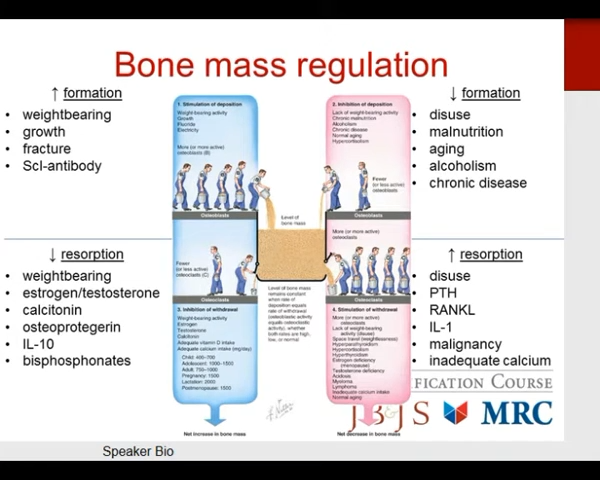 Bone mass regulation
↑ formation
• weightbearing
• growth
• fracture
• Scl-antibody
↓ resorption
• weightbearing
• estrogen/testosterone
• calcitonin
• osteoprotegerin
• IL-10
• bisphosphonates
1. Stimulation of deposition
Weight-bearing activity
Growth
Fluoride
Electricity
More (or more active)
osteoblasts (B)
Osteoblasts
Fewer
(or less active)
osteoclasts (C)
Osteoclasts
3. Inhibition of withdrawal
Weight-bearing activity
Estrogen
Testosterone
Calcitonin
Adequate vitamin D intake
Adequate calcium intake (mg/day)
Child: 400–700
Adolescent: 1000–1500
Adult: 750–1000
Pregnancy: 1500
Lactation: 2000
Postmenopause: 1500
Net increase in bone mass
Level of
bone mass
Level of bone mass
remains constant
when rate of
deposition equals
rate of withdrawal
(osteoblastic activity
equals osteoclastic
activity), whether
both rates are high,
low, or normal
2. Inhibition of deposition
Lack of weight-bearing activity
Chronic malnutrition
Alcoholism
Chronic disease
Normal aging
Hypercortisolism
Fewer
(or less active)
osteoblasts
Osteoblasts
More (or more active)
osteoclasts
Osteoclasts
4. Stimulation of withdrawal
More (or more active)
osteoclasts
Lack of weight-bearing
activity (disuse)
Space travel (weightlessness)
Hyperparathyroidism
Hypercortisolism
Hyperthyroidism
Estrogen deficiency
(menopause)
Testosterone deficiency
Acidosis
Myeloma
Lymphoma
Inadequate calcium intake
Normal aging
Net decrease in bone mass
↓ formation
• disuse
• malnutrition
• aging
• alcoholism
• chronic disease
↑ resorption
• disuse
• PTH
• RANKL
• IL-1
• malignancy
• inadequate calcium
IFICATION COURSE
JB&JS MRC
Speaker Bio